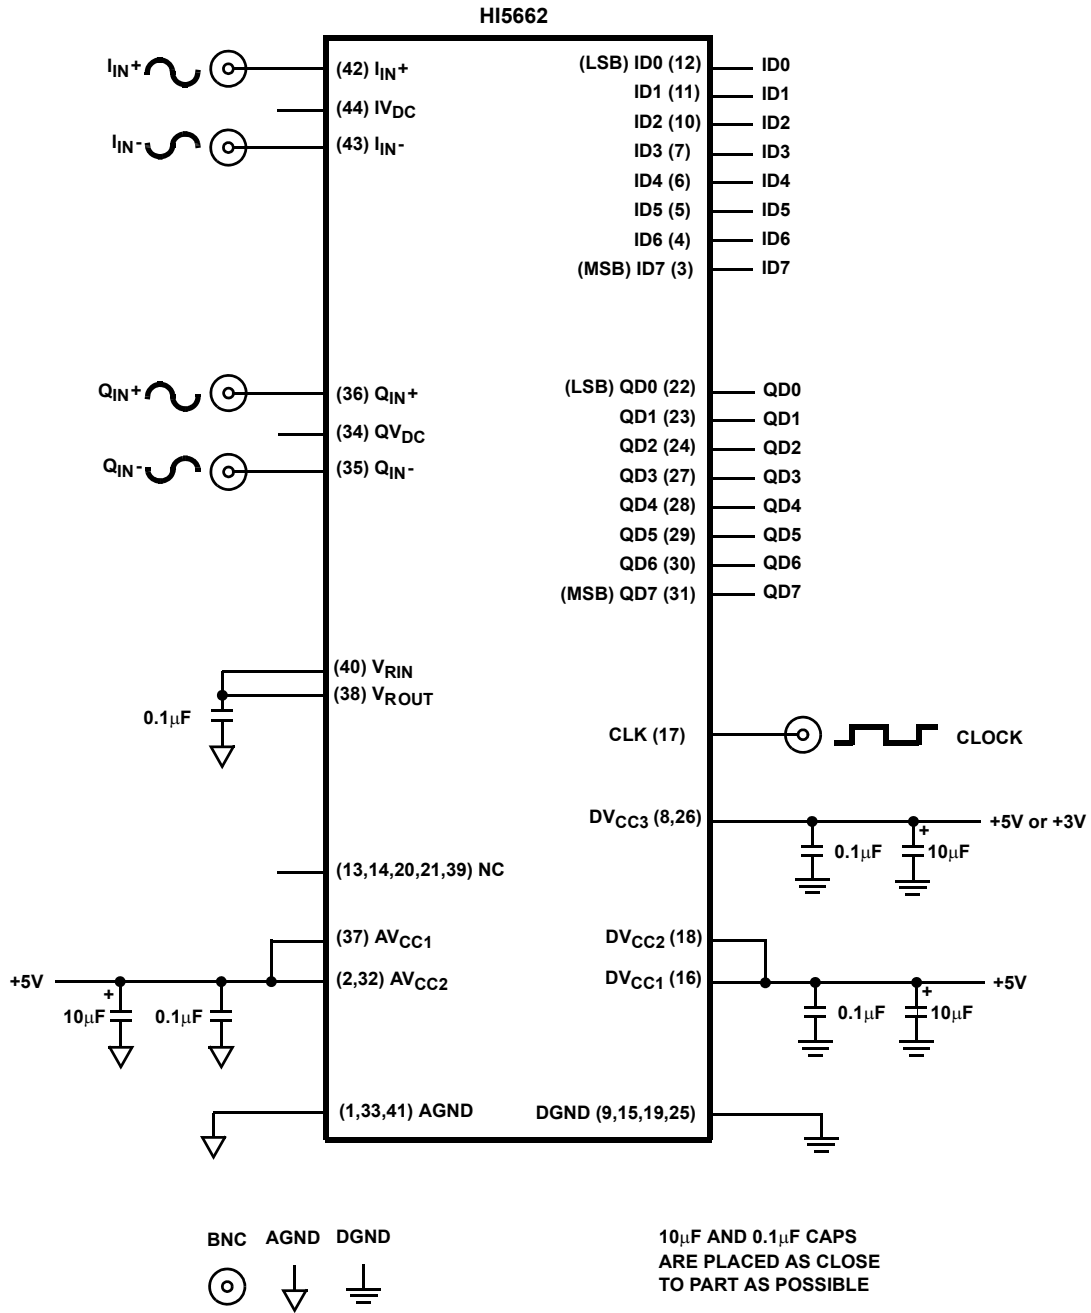 HI5662
IIN+
(42) IIN+
(44) IVDC
IIN-
(43) IIN-
(LSB) ID0 (12)
ID0
ID1 (11)
ID1
ID2 (10)
ID2
ID3 (7)
ID3
ID4 (6)
ID4
ID5 (5)
ID5
ID6 (4)
ID6
(MSB) ID7 (3)
ID7
QIN+
(36) QIN+
(34) QVDC
QIN-
(35) QIN-
(LSB) QD0 (22)
QD0
QD1 (23)
QD1
QD2 (24)
QD2
QD3 (27)
QD3
QD4 (28)
QD4
QD5 (29)
QD5
QD6 (30)
QD6
(MSB) QD7 (31)
QD7
(40) VRIN
(38) VROUT
0.1μF
CLK (17)
CLOCK
DVCC3 (8,26)
+5V or +3V
0.1μF
+
10μF
(13,14,20,21,39) NC
(37) AVCC1
+5V
(2,32) AVCC2
+
10μF
0.1μF
DVCC2 (18)
DVCC1 (16)
+5V
0.1μF
+
10μF
(1,33,41) AGND
DGND (9,15,19,25)
BNC
AGND
DGND
10μF AND 0.1μF CAPS
ARE PLACED AS CLOSE
TO PART AS POSSIBLE